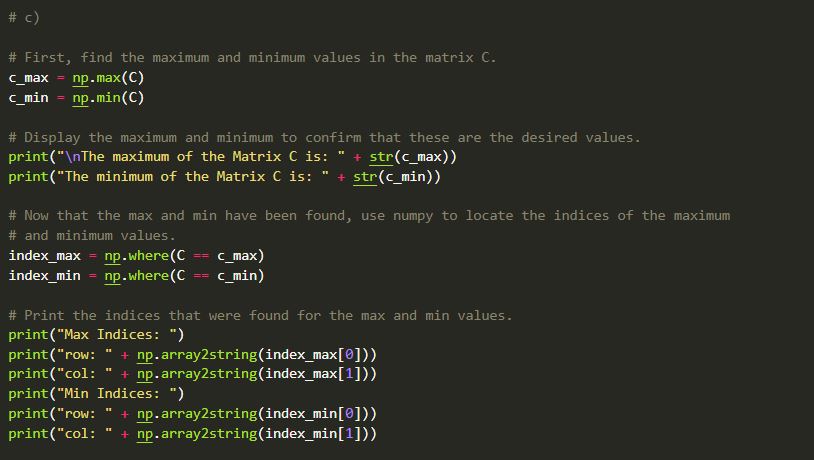 # c)
# First, find the maximum and minimum values in the matrix C.
c_max = np.max(C)
c_min = np.min(C)
# Display the maximum and minimum to confirm that these are the desired values.
print("\nThe maximum of the Matrix C is: " + str(c_max))
print("The minimum of the Matrix C is: " + str(c_min))
# Now that the max and min have been found, use numpy to locate the indices of the maximum
# and minimum values.
index_max = np.where(C == c_max)
index_min = np.where(C == c_min)
# Print the indices that were found for the max and min values.
print("Max Indices: ")
print("row: " + np.array2string(index_max[0]))
print("col: " + np.array2string(index_max[1]))
print("Min Indices: ")
print("row: " + np.array2string(index_min[0]))
print("col: " + np.array2string(index_min[1]))